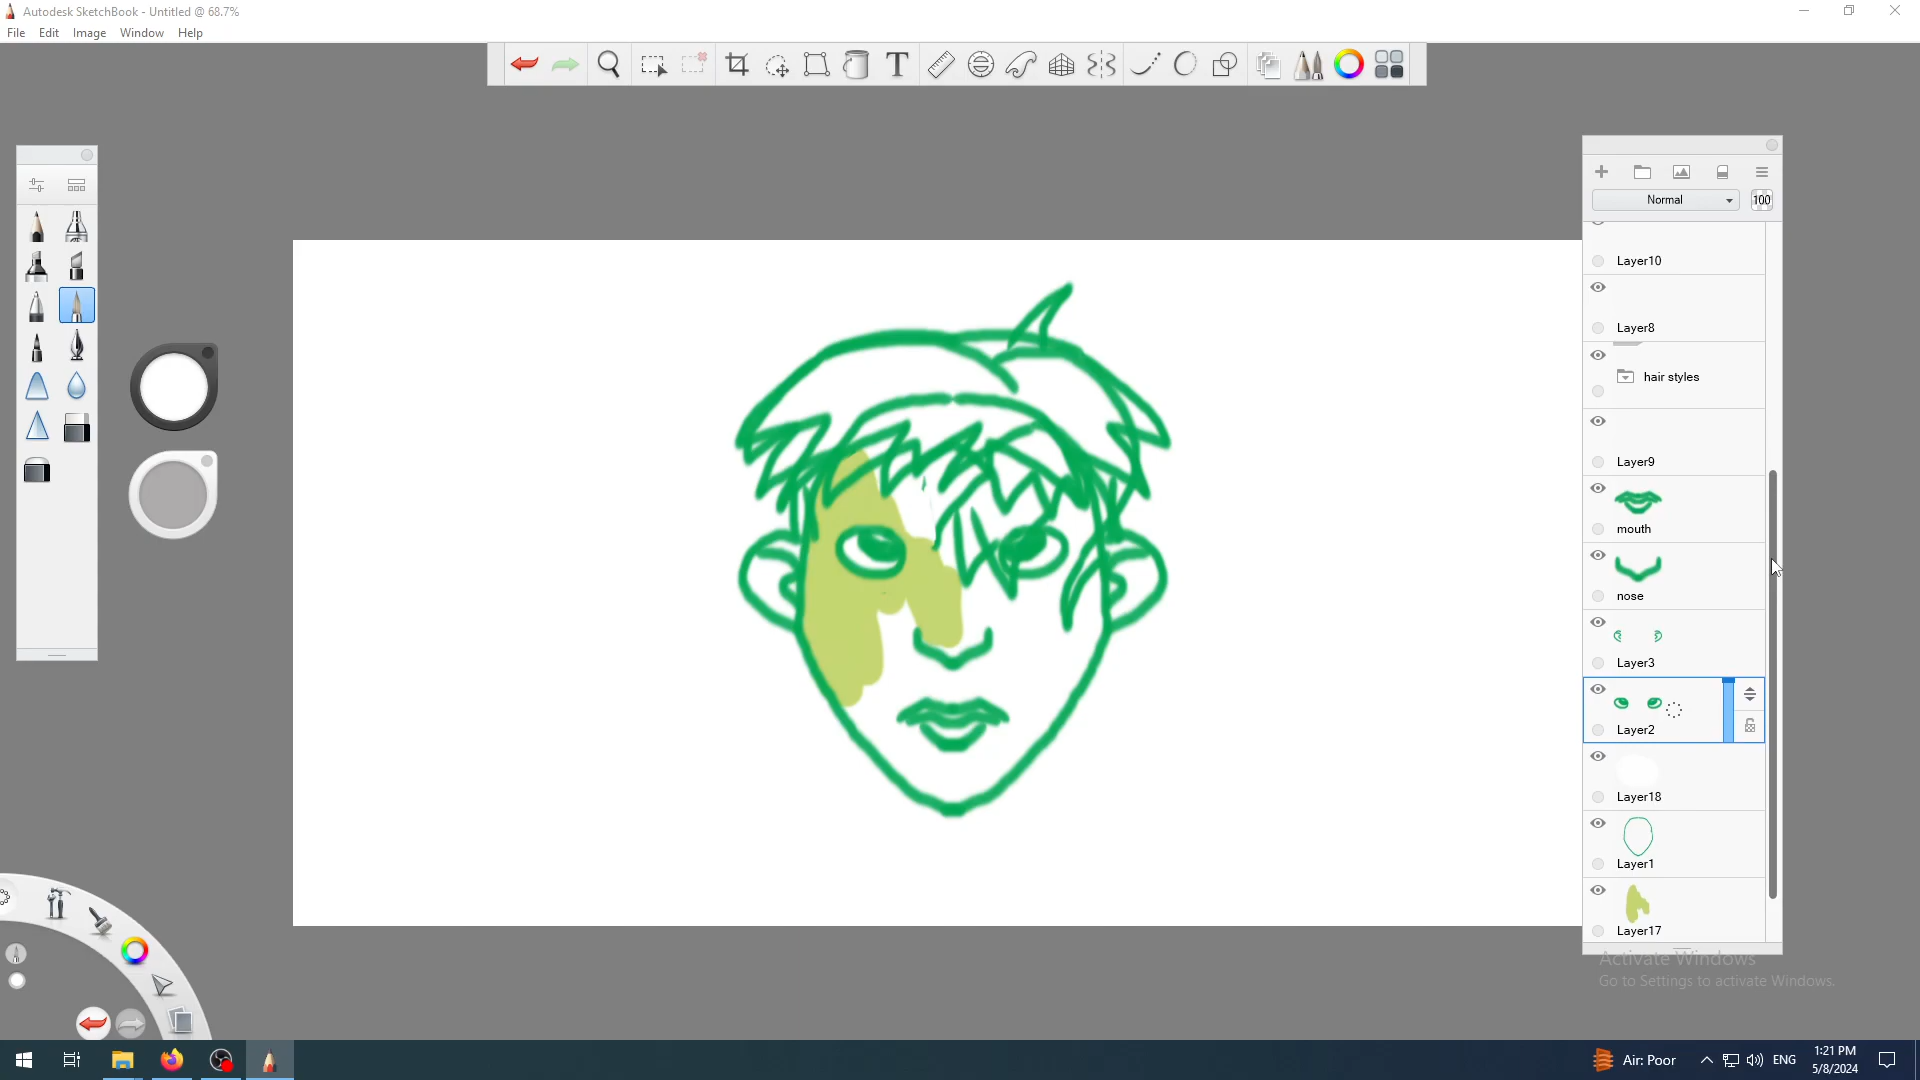 Autodesk SketchBook - Untitled @ 68.7%
File Edit Image Window Help
T
Normal 100
Layer10
Layer8
hair styles
Layer9
mouth
nose
Layer3
Layer2
Layer18
Layer1
Layer17
Activate Windows
Go to Settings to activate Windows.
Air: Poor ENG 1:21 PM
5/8/2024